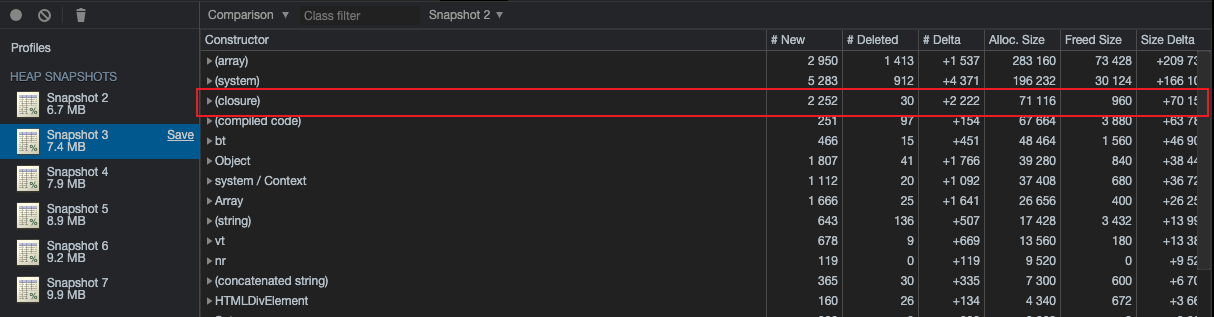 Comparison ▼ Class filter Snapshot 2 ▼
Profiles
HEAP SNAPSHOTS
Snapshot 2
6.7 MB
Snapshot 3 Save
7.4 MB
Snapshot 4
7.9 MB
Snapshot 5
8.9 MB
Snapshot 6
9.2 MB
Snapshot 7
9.9 MB
Constructor # New # Deleted # Delta Alloc. Size Freed Size Size Delta
(array) 2 950 1 413 +1 537 283 160 73 428 +209 73
(system) 5 283 912 +4 371 196 232 30 124 +166 10
(closure) 2 252 30 +2 222 71 116 960 +70 15
(compiled code) 251 97 +154 67 664 3 880 +63 78
bt 466 15 +451 48 464 1 560 +46 90
Object 1 807 41 +1 766 39 280 840 +38 44
system / Context 1 112 20 +1 092 37 408 680 +36 72
Array 1 666 25 +1 641 26 656 400 +26 25
(string) 643 136 +507 17 428 3 432 +13 99
vt 678 9 +669 13 560 180 +13 38
nr 119 0 +119 9 520 0 +9 52
(concatenated string) 365 30 +335 7 300 600 +6 70
HTMLDivElement 160 26 +134 4 340 672 +3 66